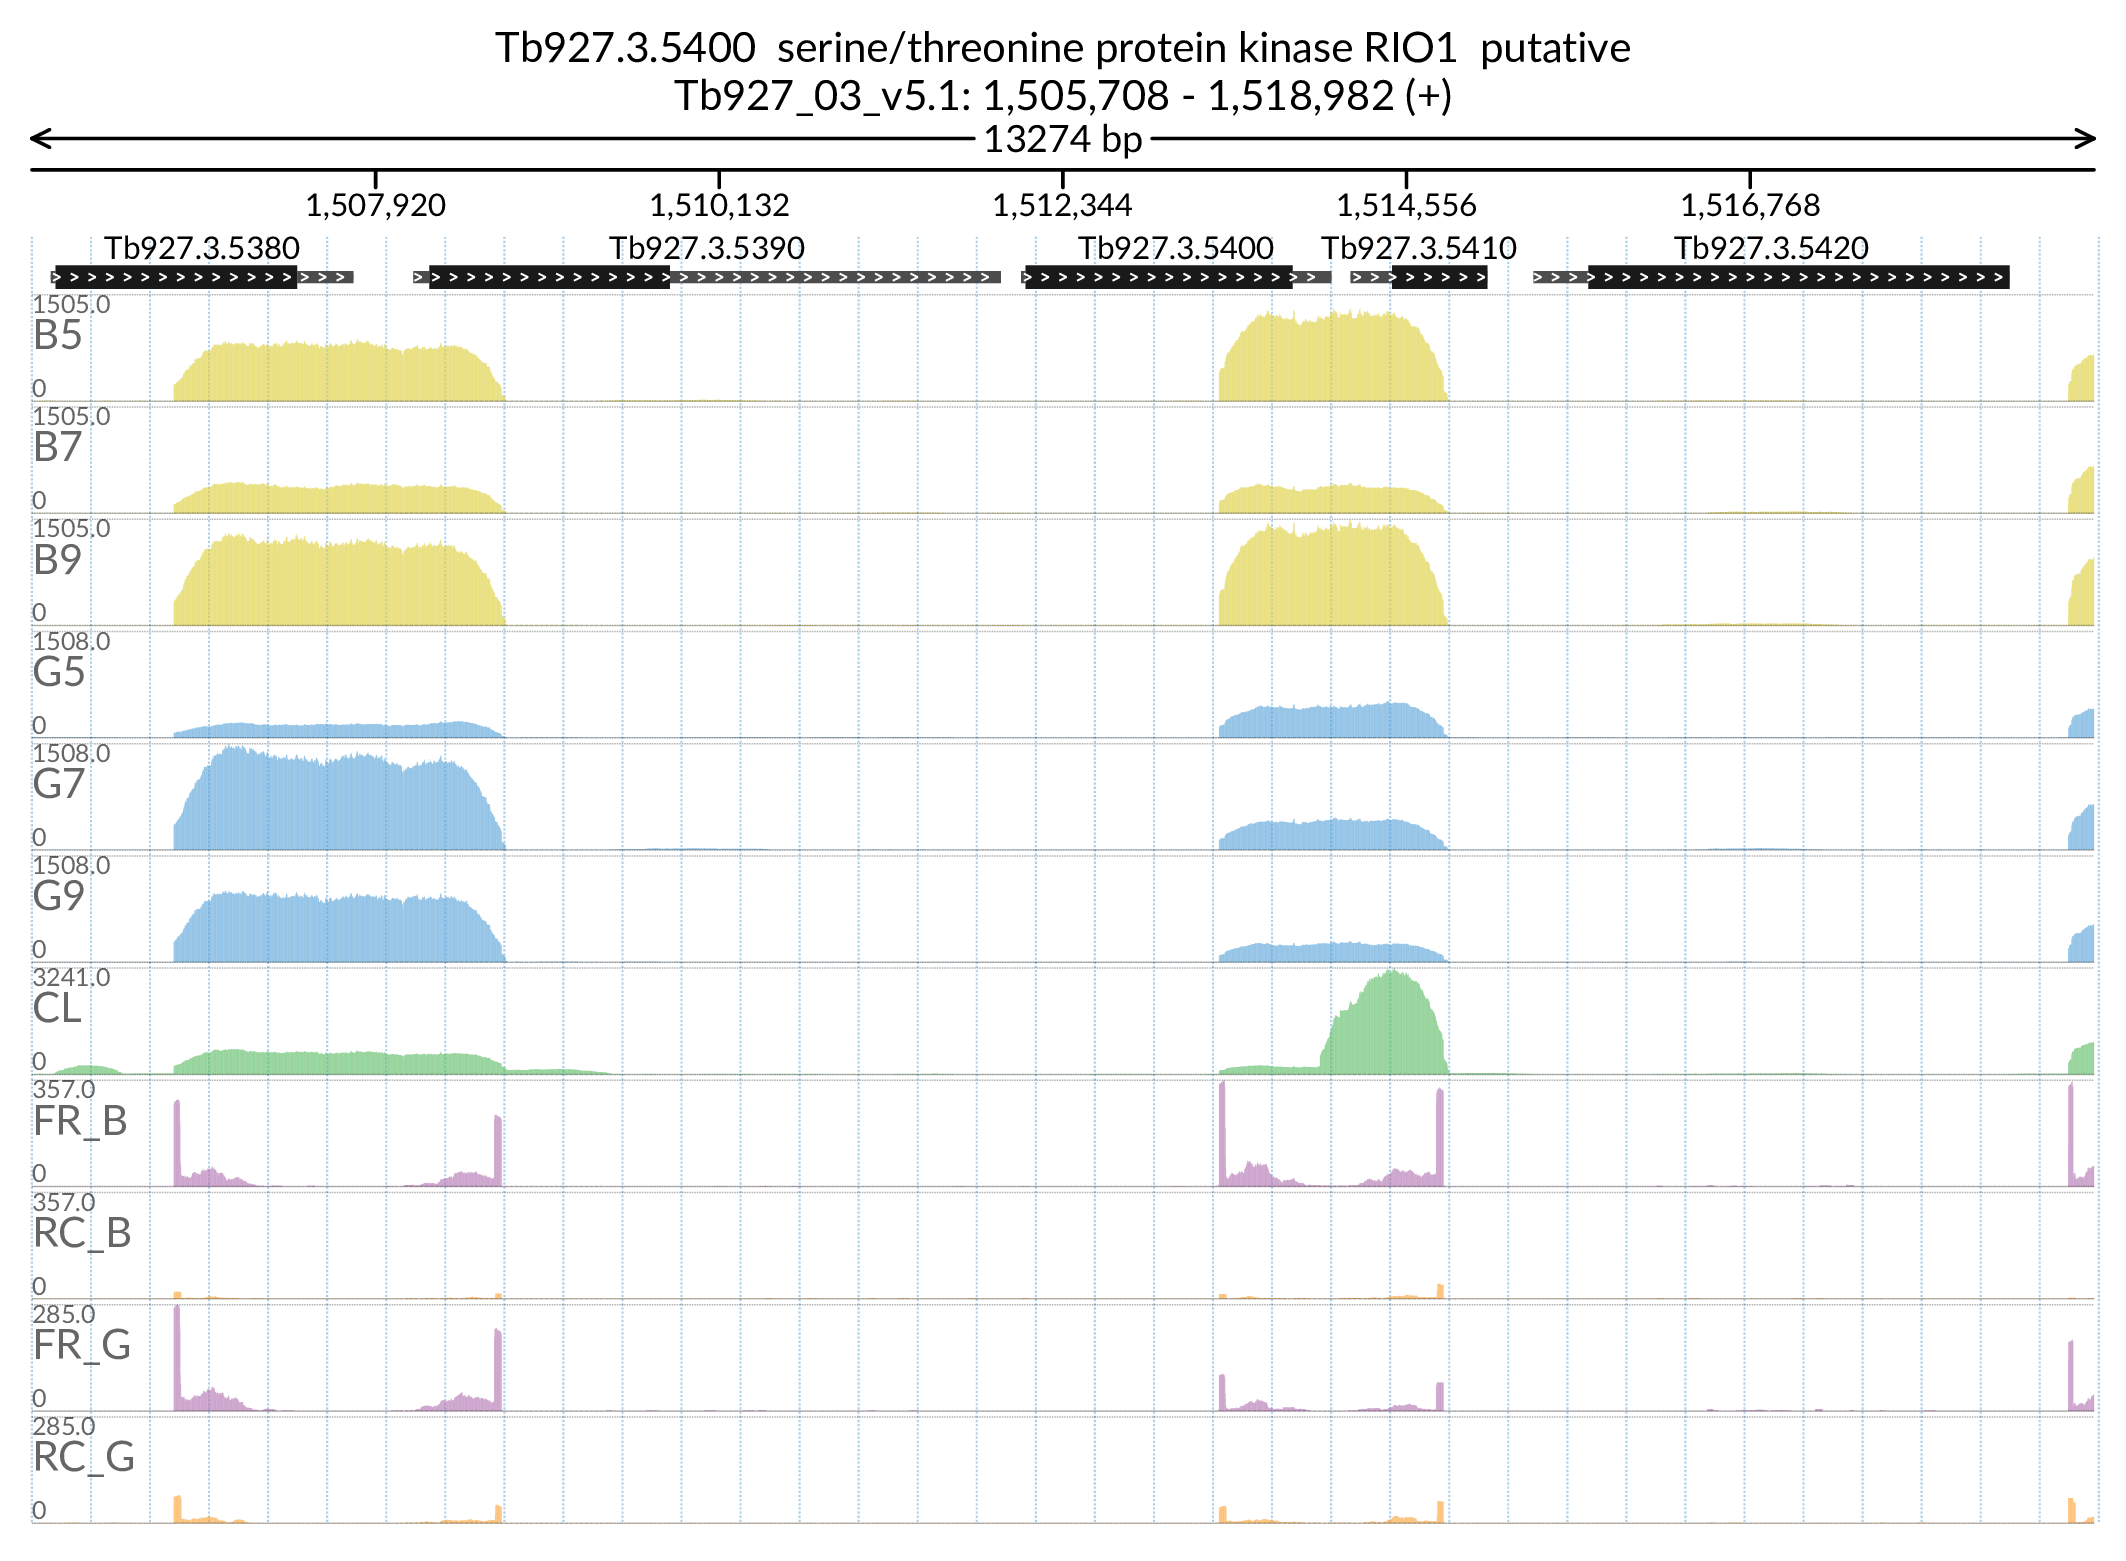 Tb927.3.5400  serine/threonine protein kinase RIO1  putative
Tb927_03_v5.1: 1,505,708 - 1,518,982 (+)
13274 bp
1,507,920 1,510,132 1,512,344 1,514,556 1,516,768
Tb927.3.5380 Tb927.3.5390 Tb927.3.5400 Tb927.3.5410 Tb927.3.5420
1505.0
B5
0
1505.0
B7
0
1505.0
B9
0
1508.0
G5
0
1508.0
G7
0
1508.0
G9
0
3241.0
CL
0
357.0
FR_B
0
357.0
RC_B
0
285.0
FR_G
0
285.0
RC_G
0